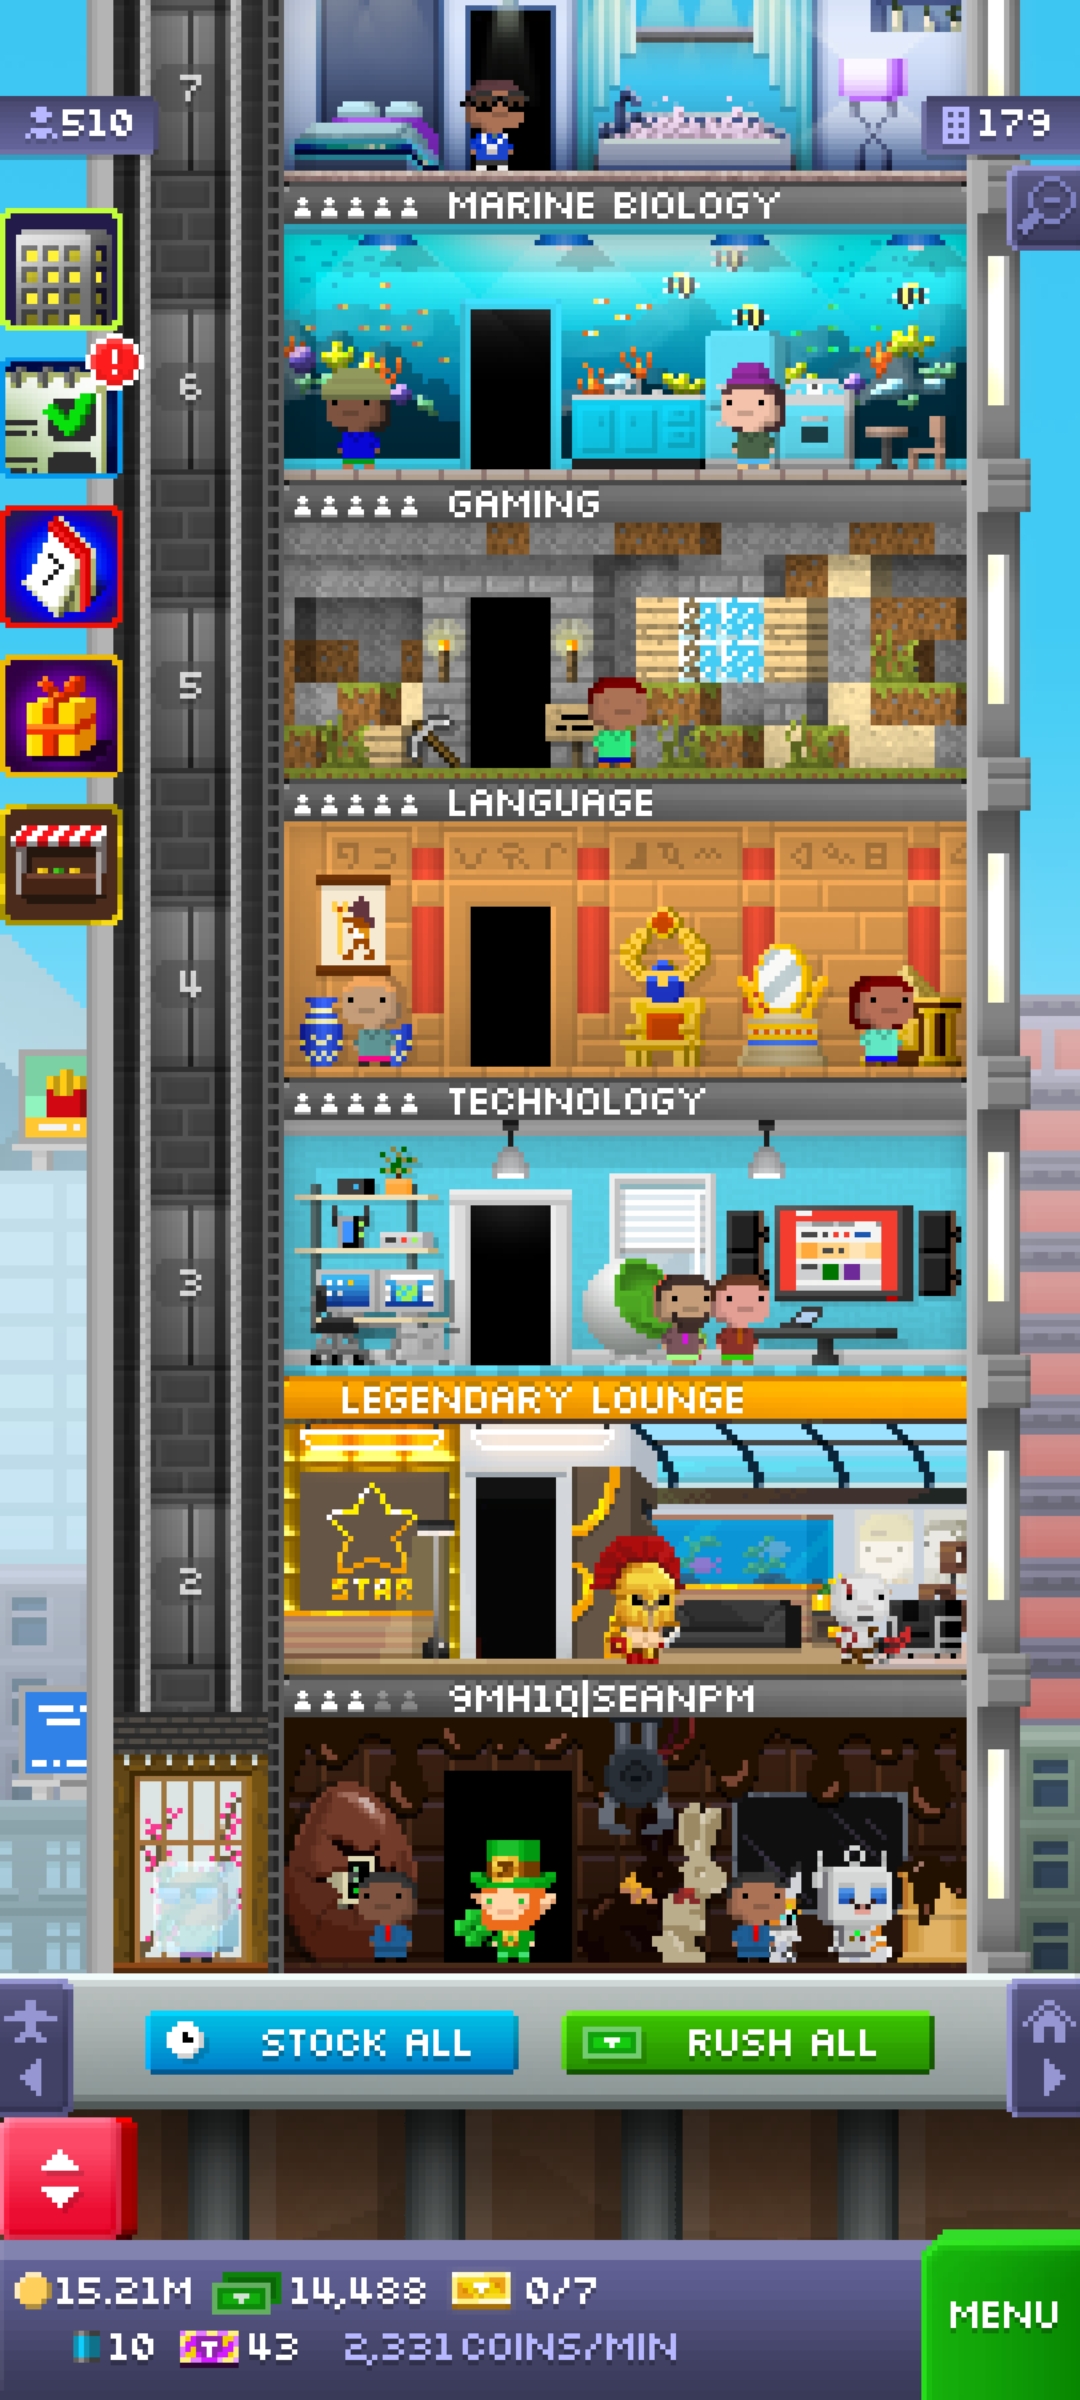 7
510
179
MARINE BIOLOGY
6
GAMING
5
LANGUAGE
4
TECHNOLOGY
3
LEGENDARY LOUNGE
STAR
2
9MH1Q|SEANPM
STOCK ALL
RUSH ALL
15.21M 14,488 0/7
MENU
10 43 2,331 COINS/MIN